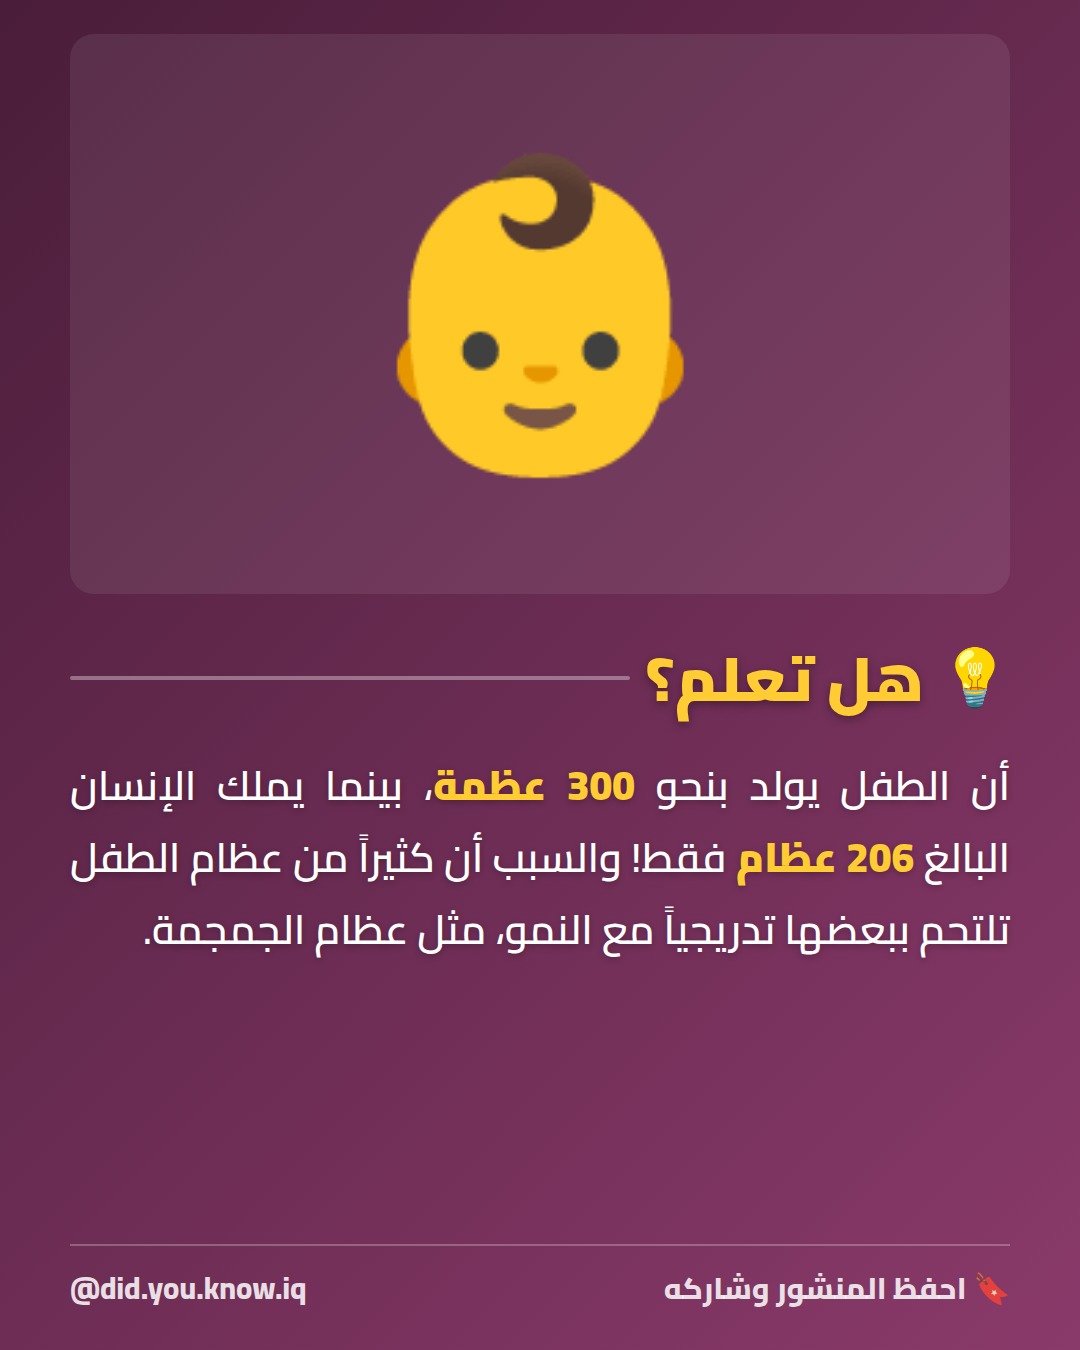 💡 هل تعلم؟
أن الطفل يولد بنحو 300 عظمة، بينما يملك الإنسان
البالغ 206 عظام فقط! والسبب أن كثيراً من عظام الطفل
تلتحم ببعضها تدريجياً مع النمو، مثل عظام الجمجمة.
🔖 احفظ المنشور وشاركه
@did.you.know.iq